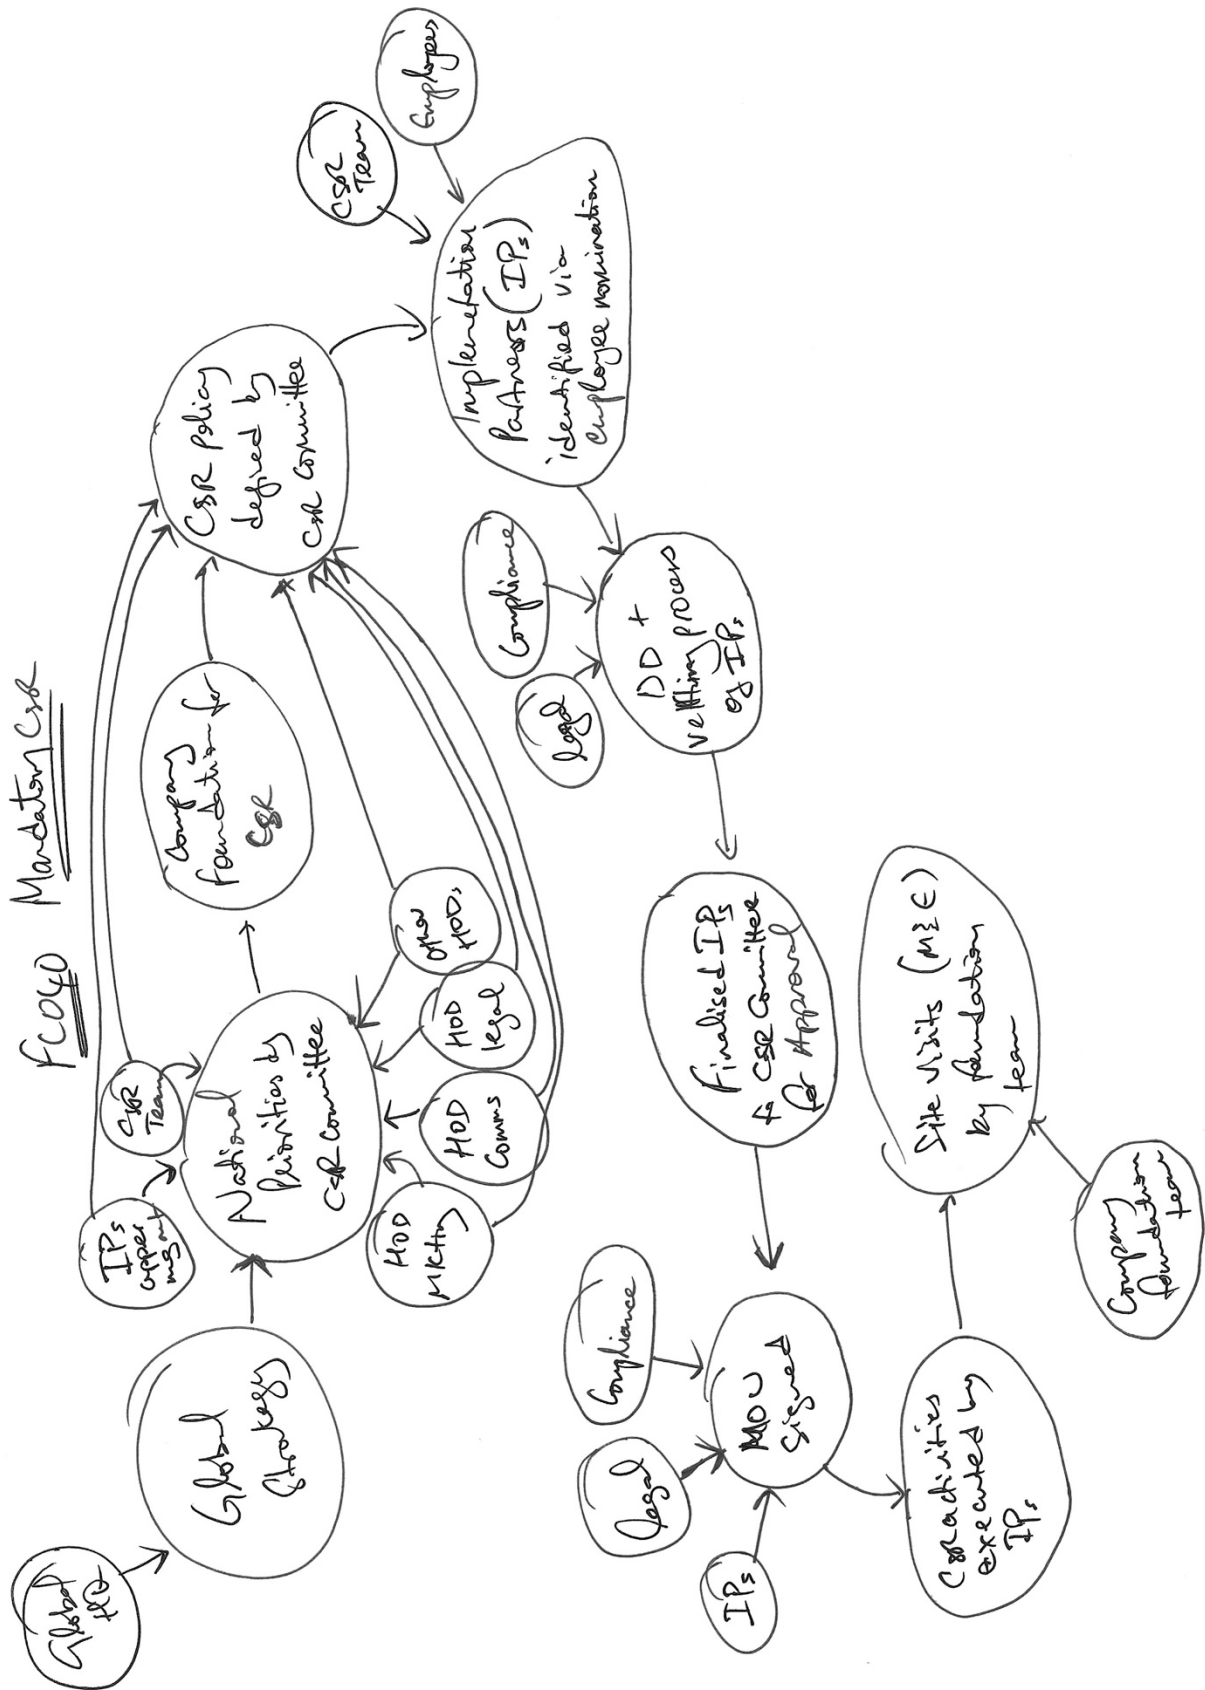 FC040 Mandatory CSR
Global
HQ
Global
Strategy
IPs
upper
mgmt
CSR
Team
National
Priorities by
CSR Committee
HOD
Mktg
HOD
Comms
HOD
legal
Other
HODs
Company
foundation for
CSR
CSR Policy
defined by
CSR Committee
CSR
Team
Employees
Implementation
Partners (IPs)
identified via
employee nomination
Compliance
legal
DD +
vetting process
of IPs
Finalised IPs
to CSR Committee
for Approval
Compliance
legal
IPs
MOU
Signed
CSR activities
executed by
IPs
Site visits (M&E)
by foundation
team
Company
foundation
team